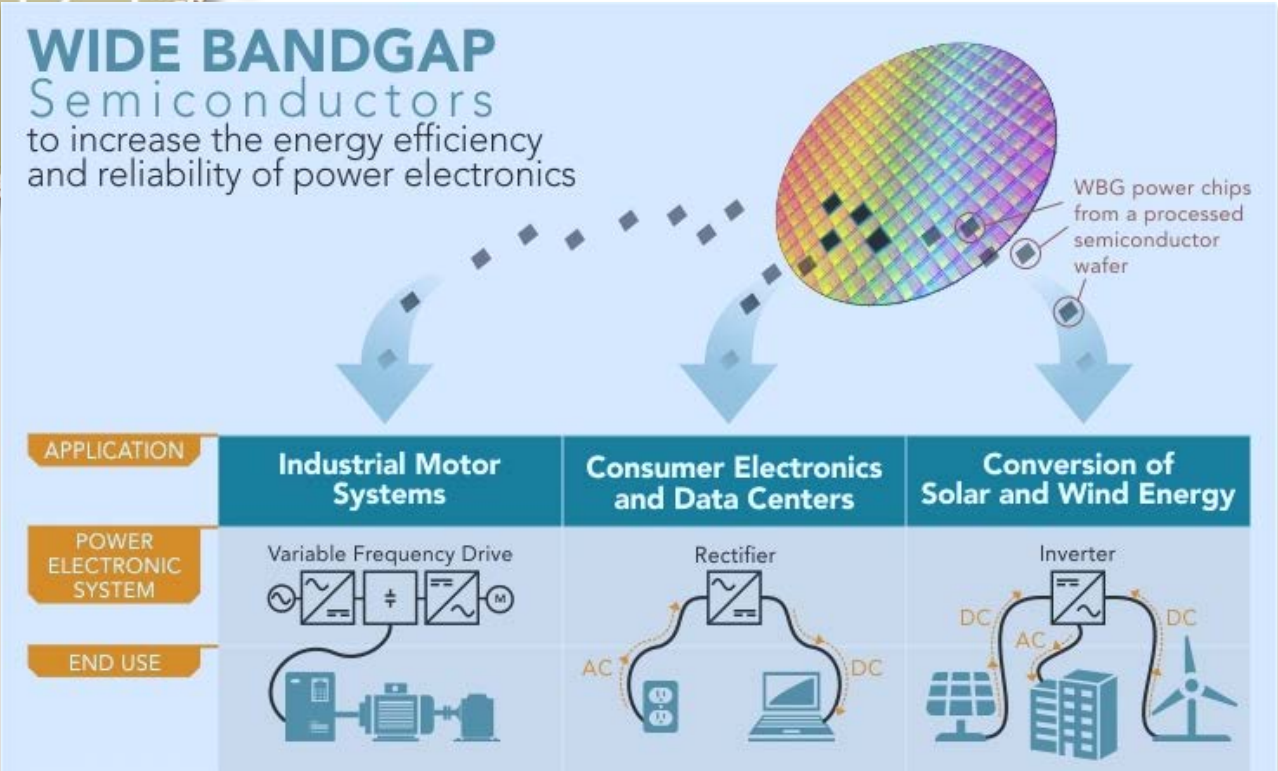 WIDE BANDGAP
Semiconductors
to increase the energy efficiency
and reliability of power electronics
WBG power chips
from a processed
semiconductor
wafer
APPLICATION
Industrial Motor
Systems
Consumer Electronics
and Data Centers
Conversion of
Solar and Wind Energy
POWER
ELECTRONIC
SYSTEM
Variable Frequency Drive
M
Rectifier
Inverter
END USE
AC
DC
DC
AC
DC